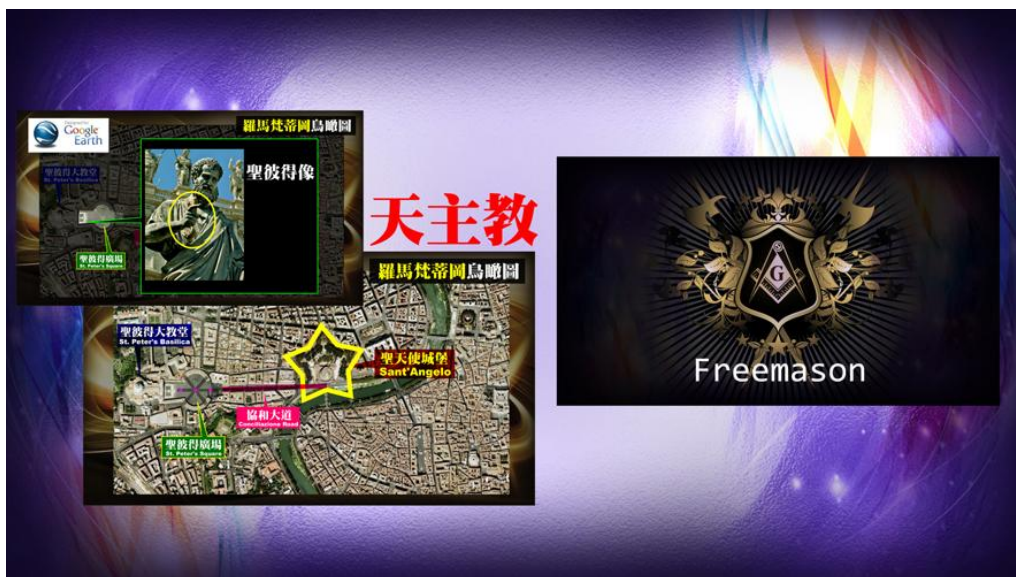 Google
Earth
羅馬梵蒂岡鳥瞰圖
聖彼得像
聖彼得大教堂
St. Peter's Basilica
聖彼得廣場
St. Peter's Square
天主教
羅馬梵蒂岡鳥瞰圖
聖彼得大教堂
St. Peter's Basilica
聖天使城堡
Sant'Angelo
協和大道
Conciliazione Road
聖彼得廣場
St. Peter's Square
G
Freemason